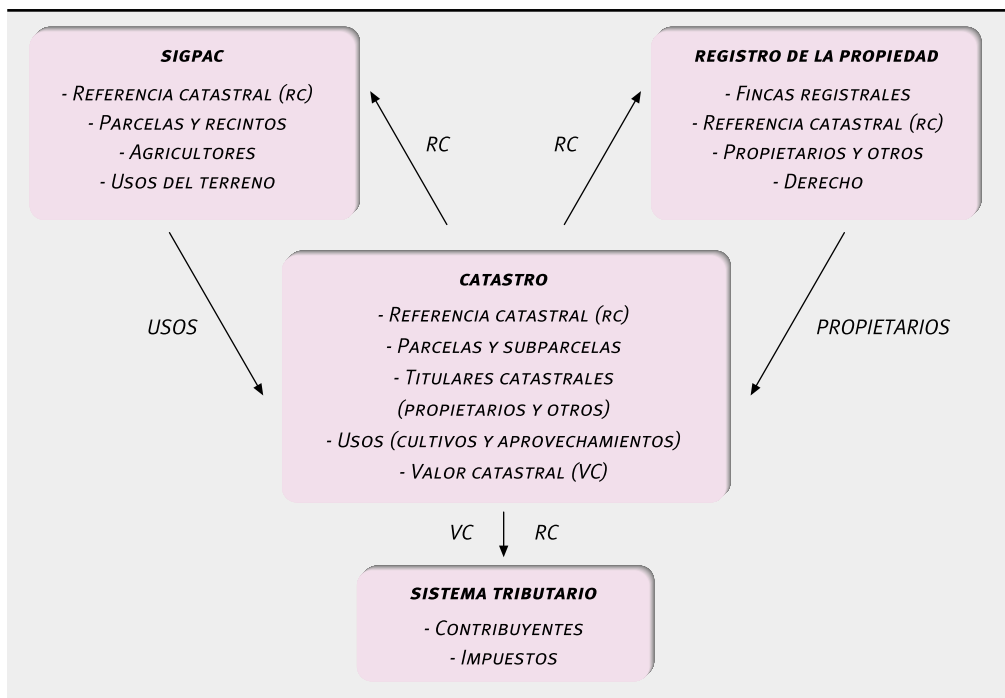 SIGPAC
- Referencia catastral (rc)
- Parcelas y recintos
- Agricultores
- Usos del terreno
REGISTRO DE LA PROPIEDAD
- Fincas registrales
- Referencia catastral (rc)
- Propietarios y otros
- Derecho
RC
RC
USOS
PROPIETARIOS
CATASTRO
- Referencia catastral (rc)
- Parcelas y subparcelas
- Titulares catastrales
(propietarios y otros)
- Usos (cultivos y aprovechamientos)
- Valor catastral (VC)
VC
RC
SISTEMA TRIBUTARIO
- Contribuyentes
- Impuestos